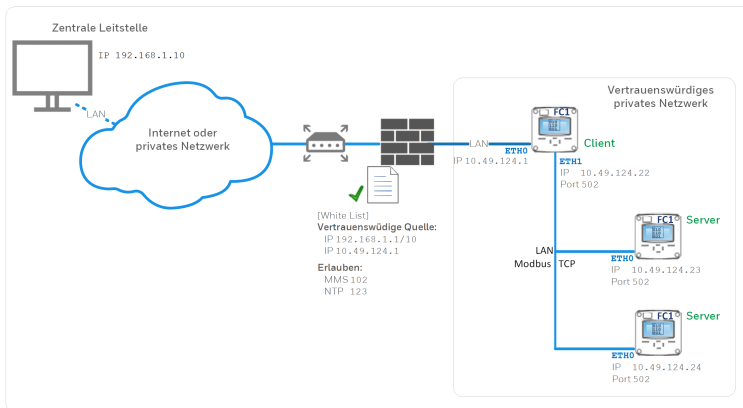 Zentrale Leitstelle
IP 192.168.1.10
LAN
Internet oder
privates Netzwerk
[White List]
Vertrauenswüdige Quelle:
IP 192.168.1.1/10
IP 10.49.124.1
Erlauben:
MMS 102
NTP 123
Vertrauenswürdiges
privates Netzwerk
FC1
Client
LAN
ETH0
IP 10.49.124.1
ETH1
IP 10.49.124.22
Port 502
FC1
Server
LAN
Modbus TCP
ETH0
IP 10.49.124.23
Port 502
FC1
Server
ETH0
IP 10.49.124.24
Port 502